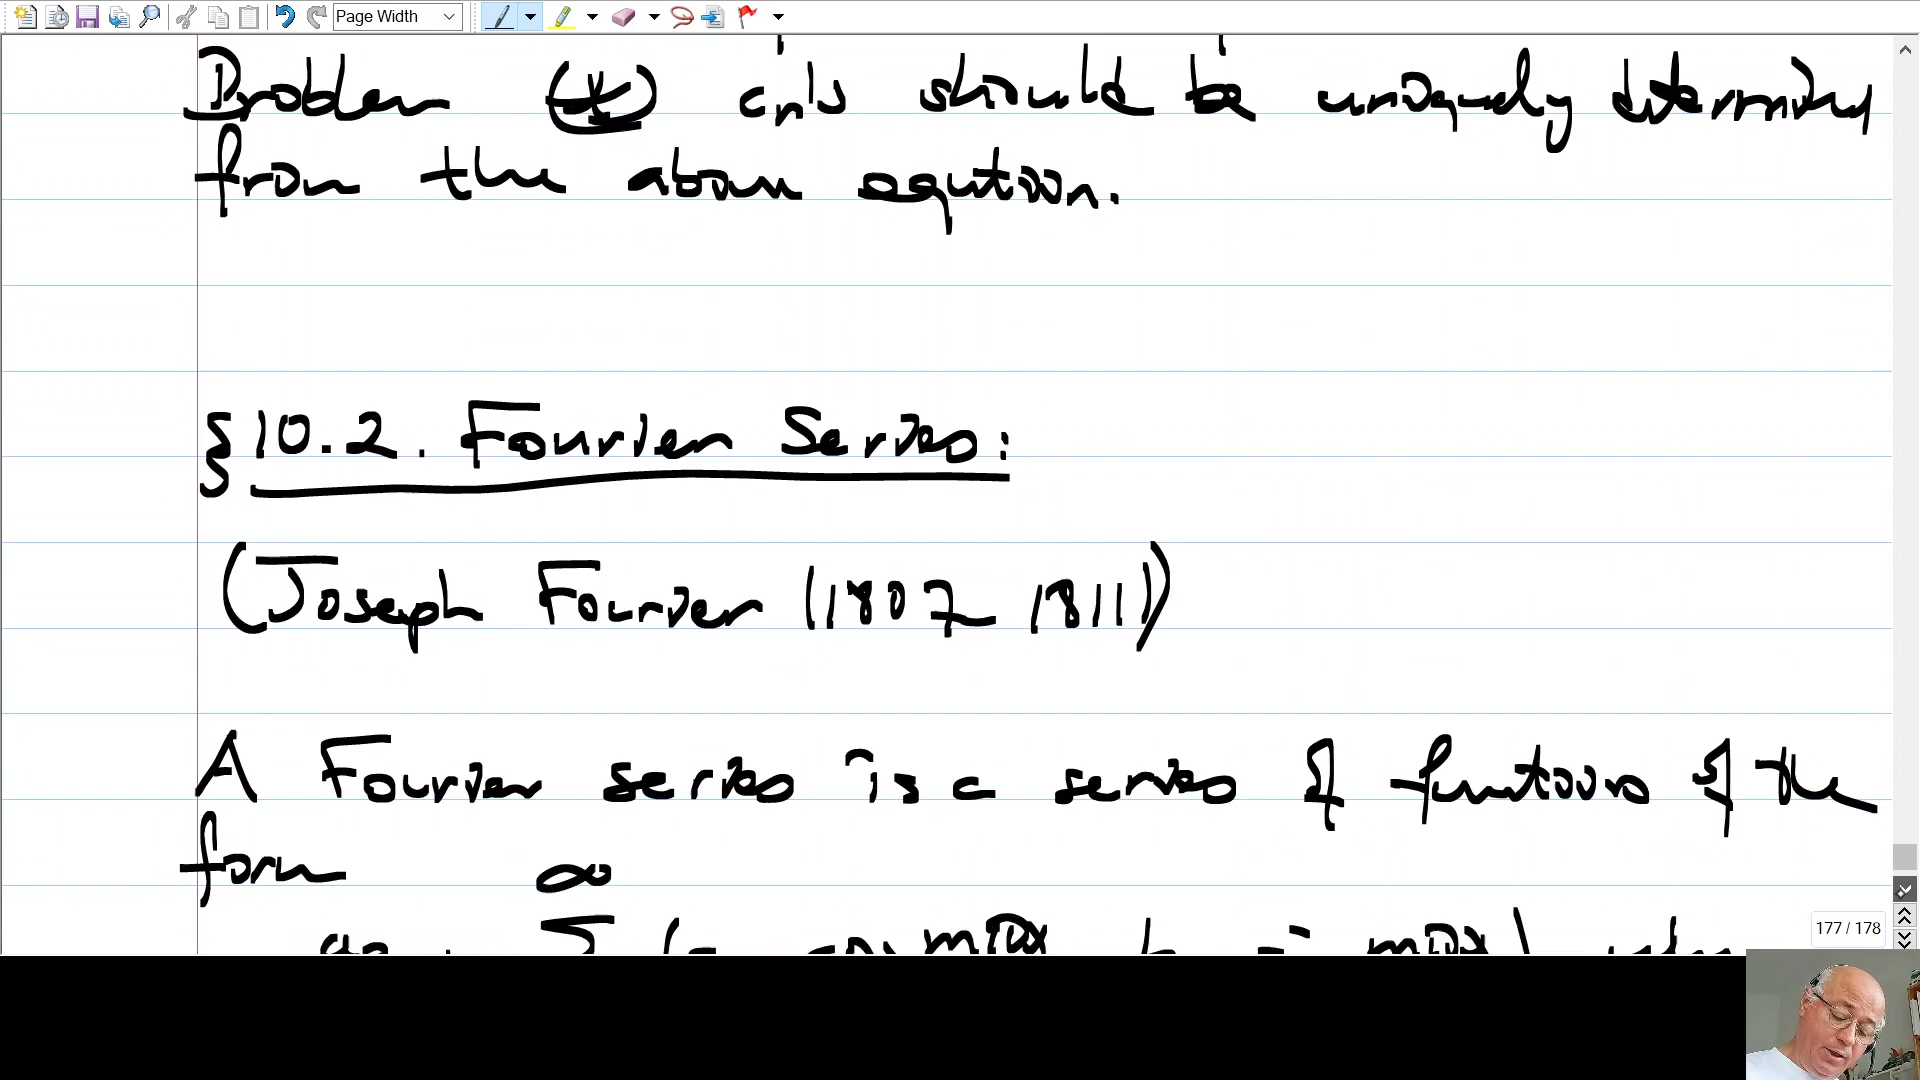 Page Width
Problem (*) cn's should be uniquely determined
from the above equation.
§ 10.2. Fourier Series:
(Joseph Fourier (1807 1811))
A Fourier series is a series of functions of the
form ∞
177 / 178